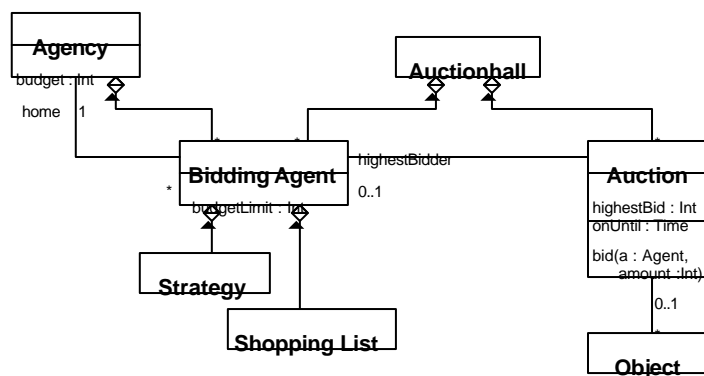 Agency
budget : Int
home 1
Auctionhall
* * *
Bidding Agent
budgetLimit : Int
*
highestBidder
0..1
Auction
highestBid : Int
onUntil : Time
bid(a : Agent,
amount :Int)
Strategy
Shopping List
0..1
*
Object